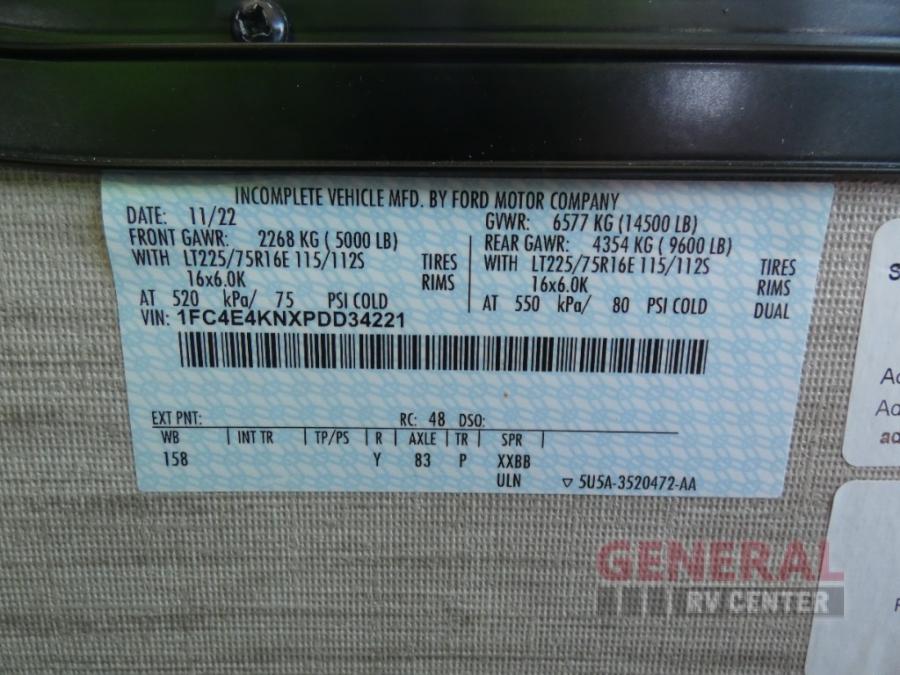 INCOMPLETE VEHICLE MFD. BY FORD MOTOR COMPANY
DATE: 11/22 GVWR: 6577 KG (14500 LB)
FRONT GAWR: 2268 KG ( 5000 LB) REAR GAWR: 4354 KG ( 9600 LB)
WITH LT225/75R16E 115/112S TIRES WITH LT225/75R16E 115/112S TIRES
16x6.0K RIMS 16x6.0K RIMS
AT 520 kPa/ 75 PSI COLD AT 550 kPa/ 80 PSI COLD DUAL
VIN: 1FC4E4KNXPDD34221
EXT PNT: RC: 48 DSO:
WB INT TR TP/PS R AXLE TR SPR
158 Y 83 P XXBB
ULN ▽ 5U5A-3520472-AA
GENERAL
RV CENTER